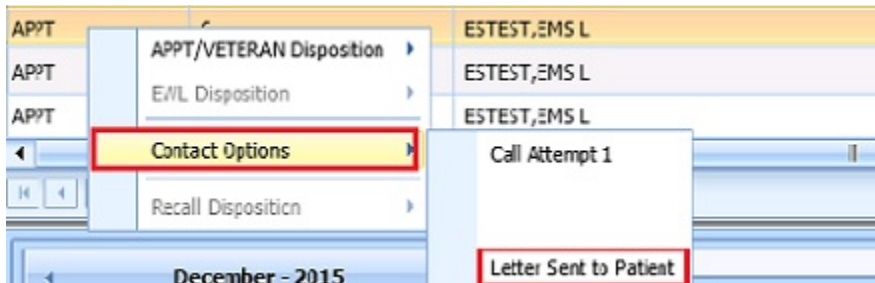 APPT ESTEST,EMS L
APPT/VETERAN Disposition
APPT ESTEST,EMS L
EWL Disposition
APPT ESTEST,EMS L
Contact Options
Call Attempt 1
Recall Disposition
Letter Sent to Patient
December - 2015